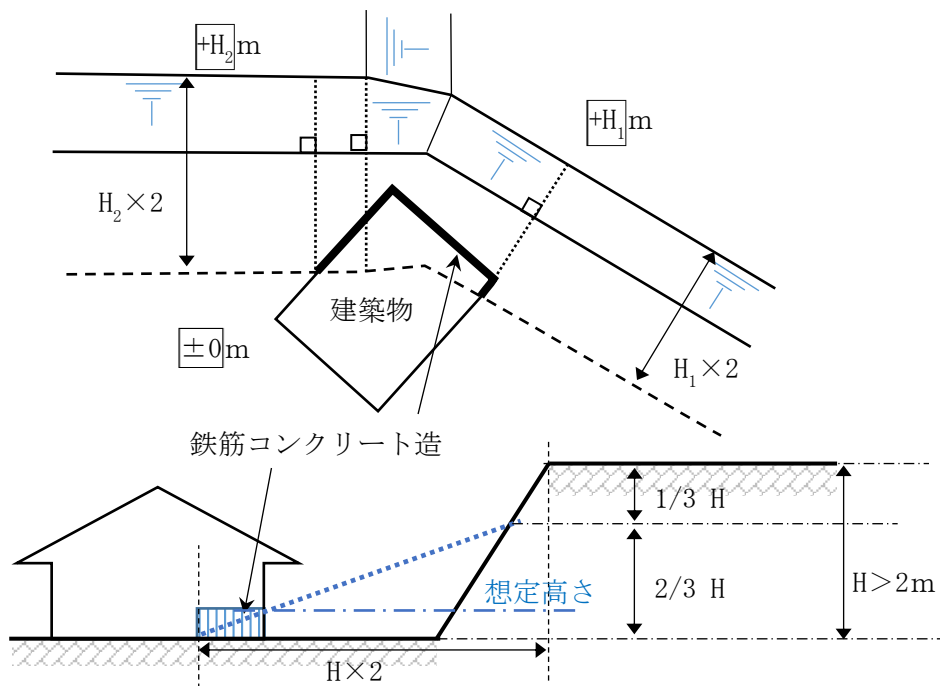 +H₂m
+H₁m
H₂×2
建築物
±0m
H₁×2
鉄筋コンクリート造
1/3 H
想定高さ
2/3 H
H>2m
H×2